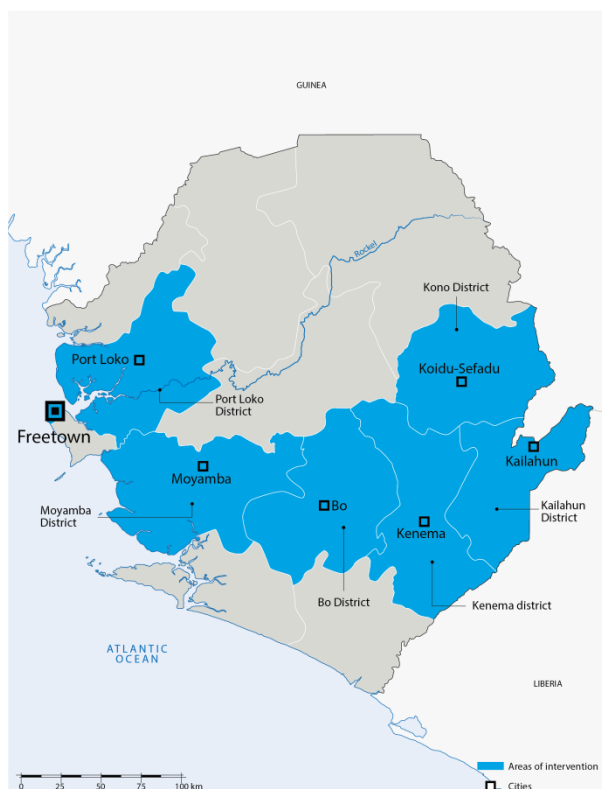 GUINEA
Rockel
Kono District
Port Loko
Koidu-Sefadu
Port Loko
District
Freetown
Kailahun
Moyamba
Bo
Kailahun
District
Moyamba
District
Kenema
Bo District
Kenema district
ATLANTIC
OCEAN
LIBERIA
Areas of intervention
0 25 50 75 100 km
Cities